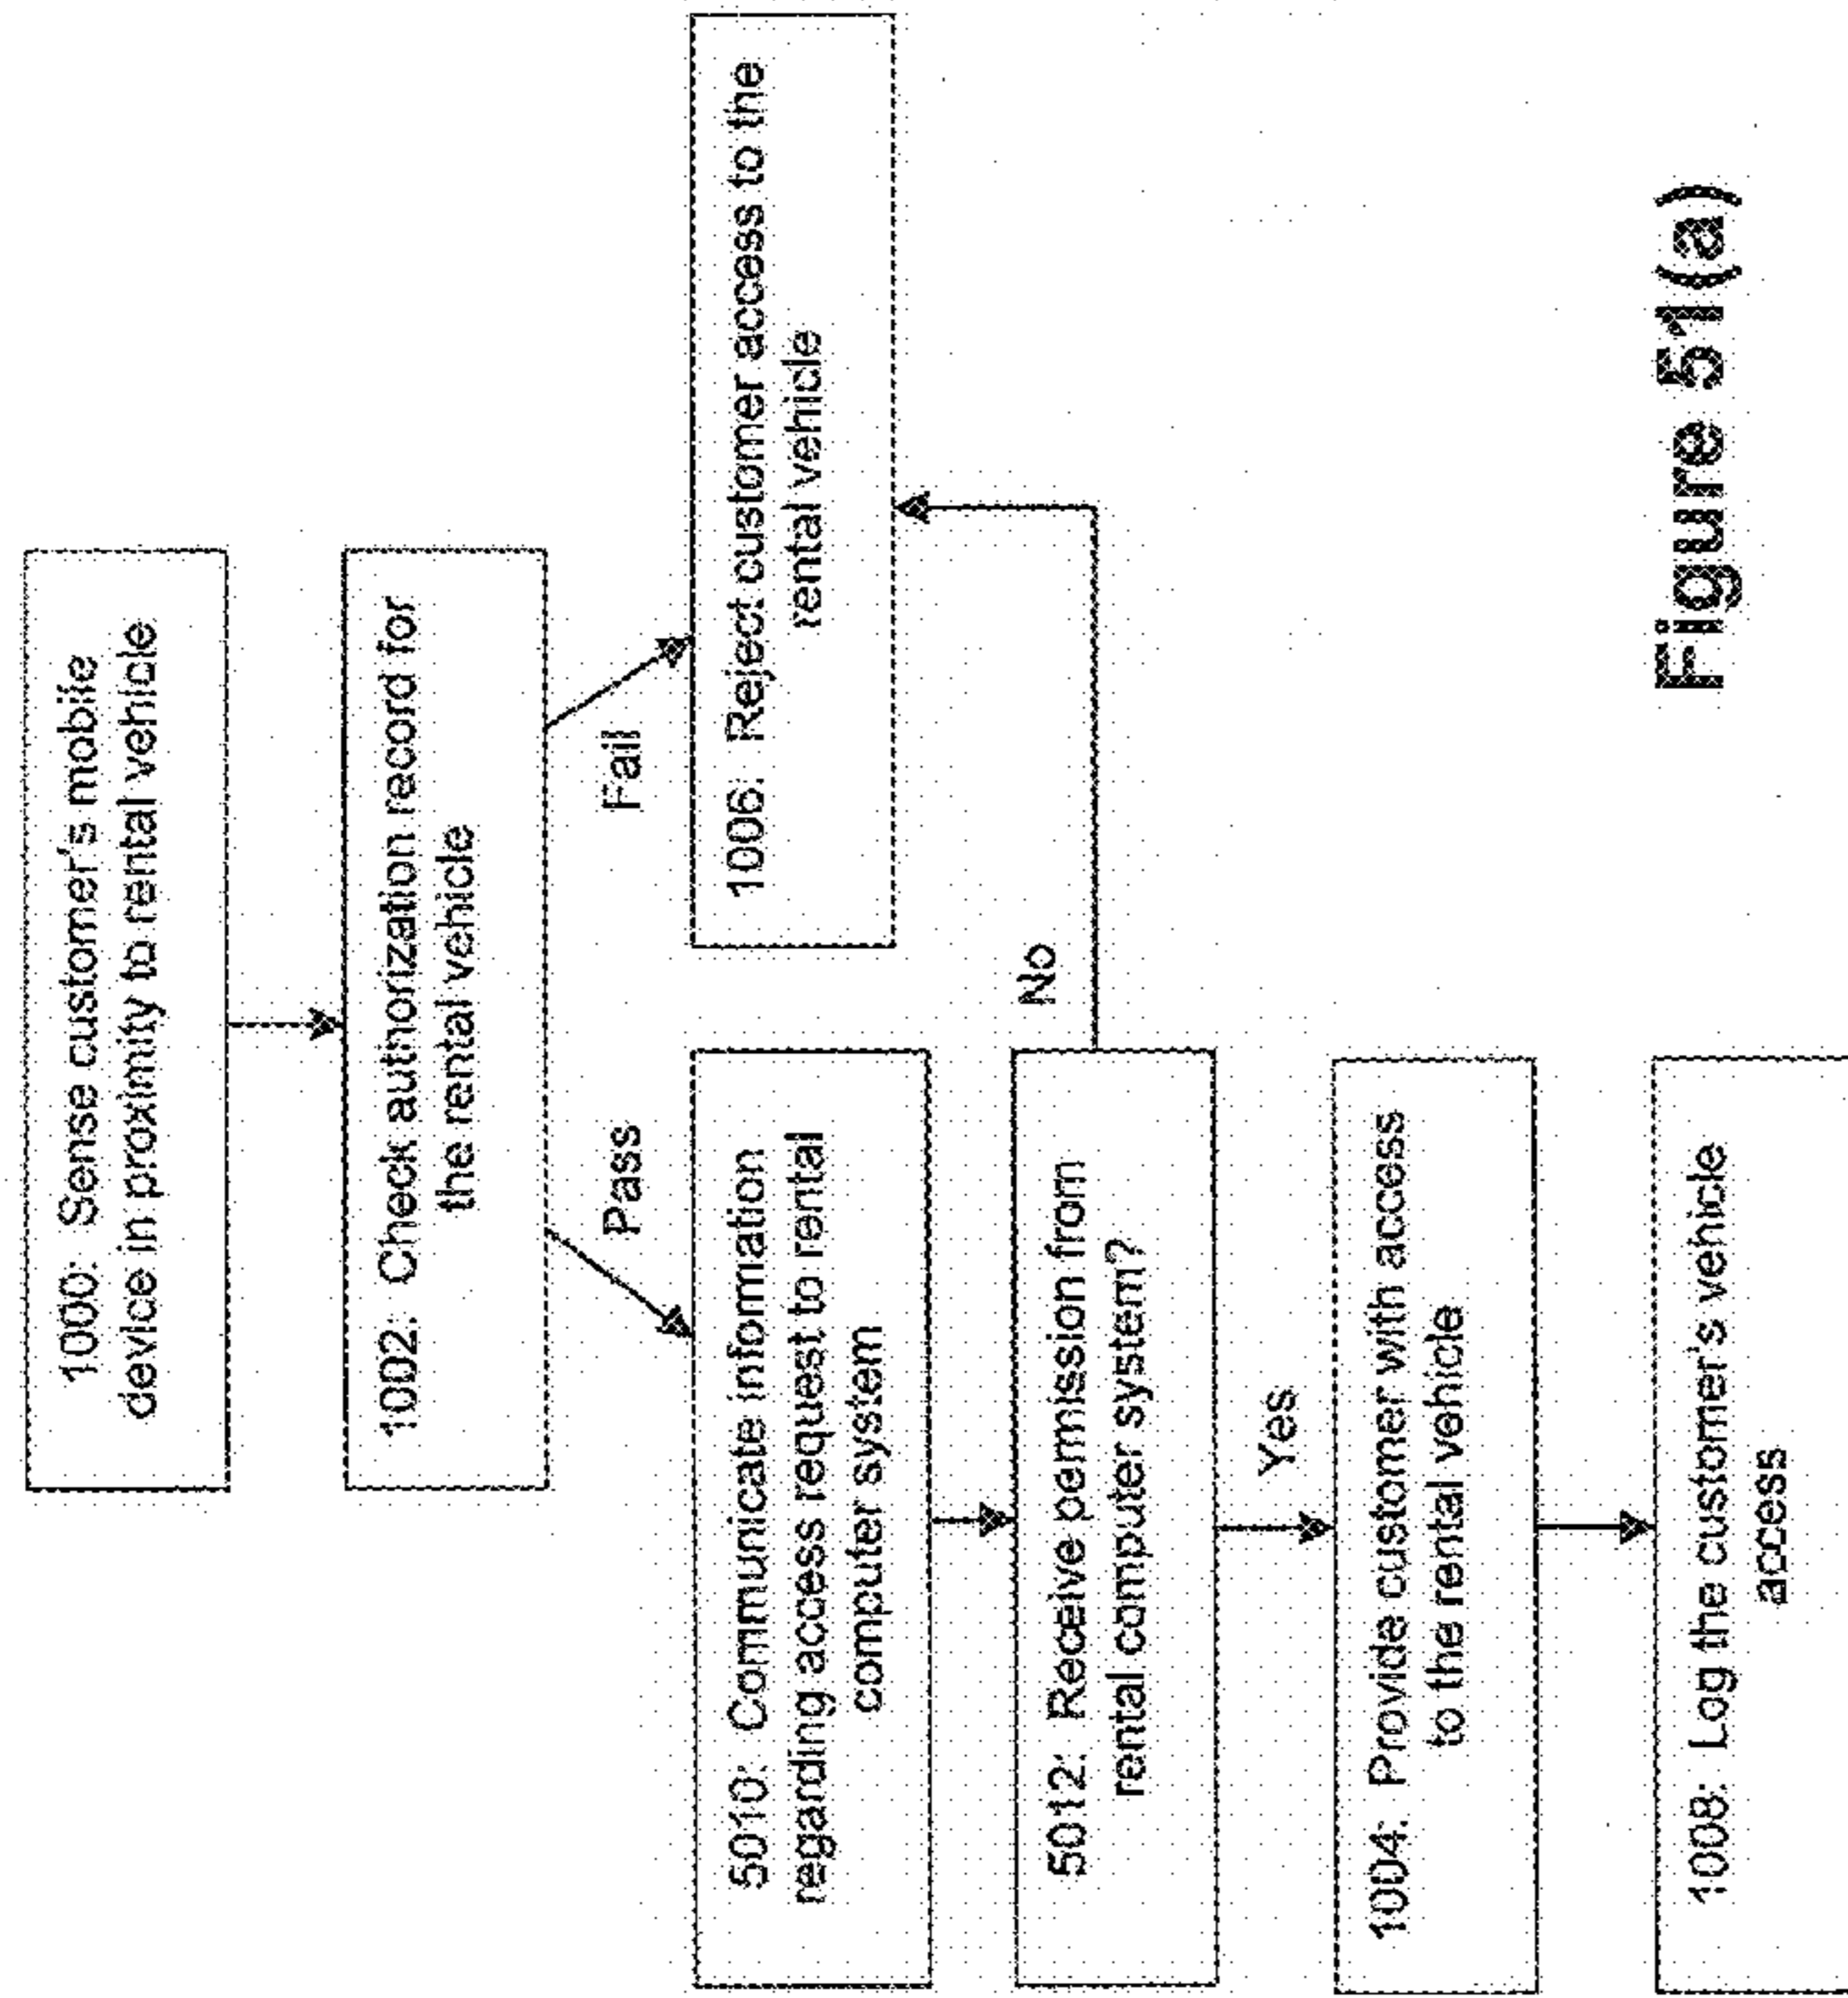 1000: Sense customer's mobile
device in proximity to rental vehicle
1002: Check authorization record for
the rental vehicle
Pass
Fail
5010: Communicate information
regarding access request to rental
computer system
1006: Reject customer access to the
rental vehicle
5012: Receive permission from
rental computer system?
No
Yes
1004: Provide customer with access
to the rental vehicle
1008: Log the customer's vehicle
access
Figure 51(a)